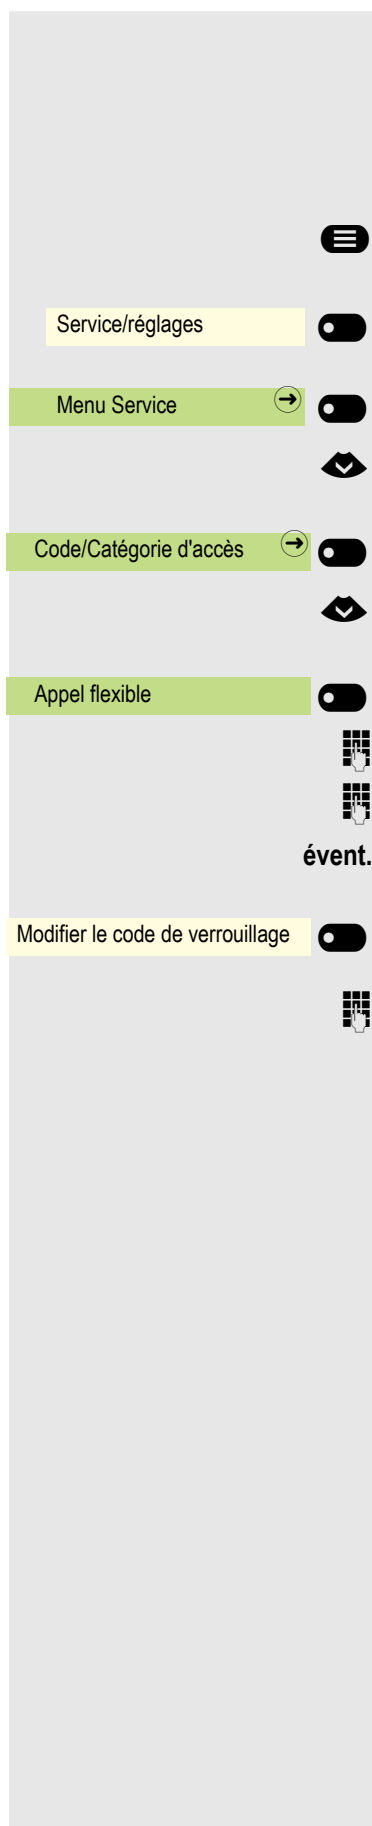 Service/réglages
Menu Service
Code/Catégorie d'accès
Appel flexible
évent.
Modifier le code de verrouillage